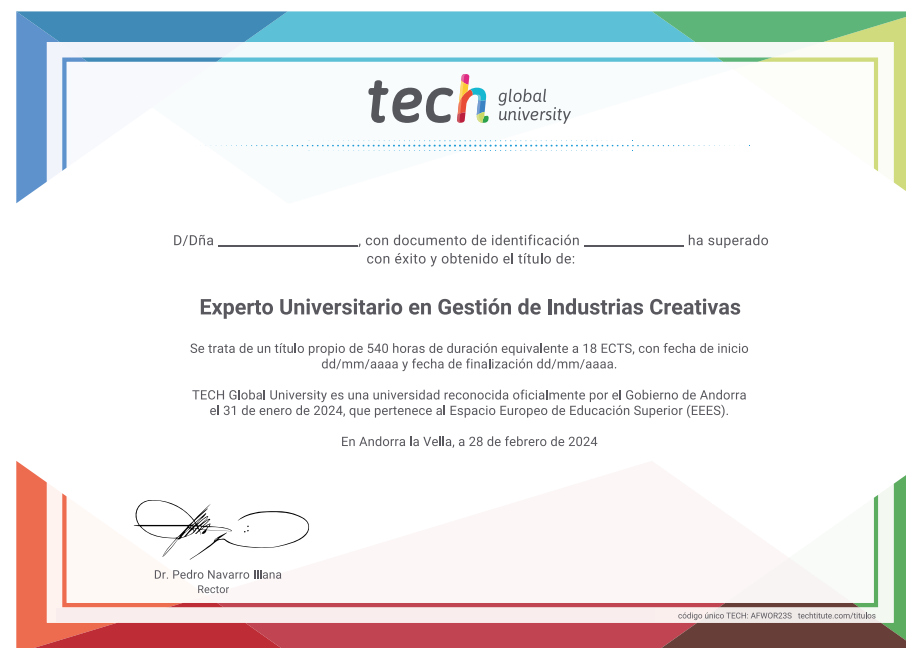 tech global university
D/Dña ____________, con documento de identificación ____________ ha superado
con éxito y obtenido el título de:
Experto Universitario en Gestión de Industrias Creativas
Se trata de un título propio de 540 horas de duración equivalente a 18 ECTS, con fecha de inicio
dd/mm/aaaa y fecha de finalización dd/mm/aaaa.
TECH Global University es una universidad reconocida oficialmente por el Gobierno de Andorra
el 31 de enero de 2024, que pertenece al Espacio Europeo de Educación Superior (EEES).
En Andorra la Vella, a 28 de febrero de 2024
Dr. Pedro Navarro Illana
Rector
código único TECH: AFWOR23S techtitute.com/titulos